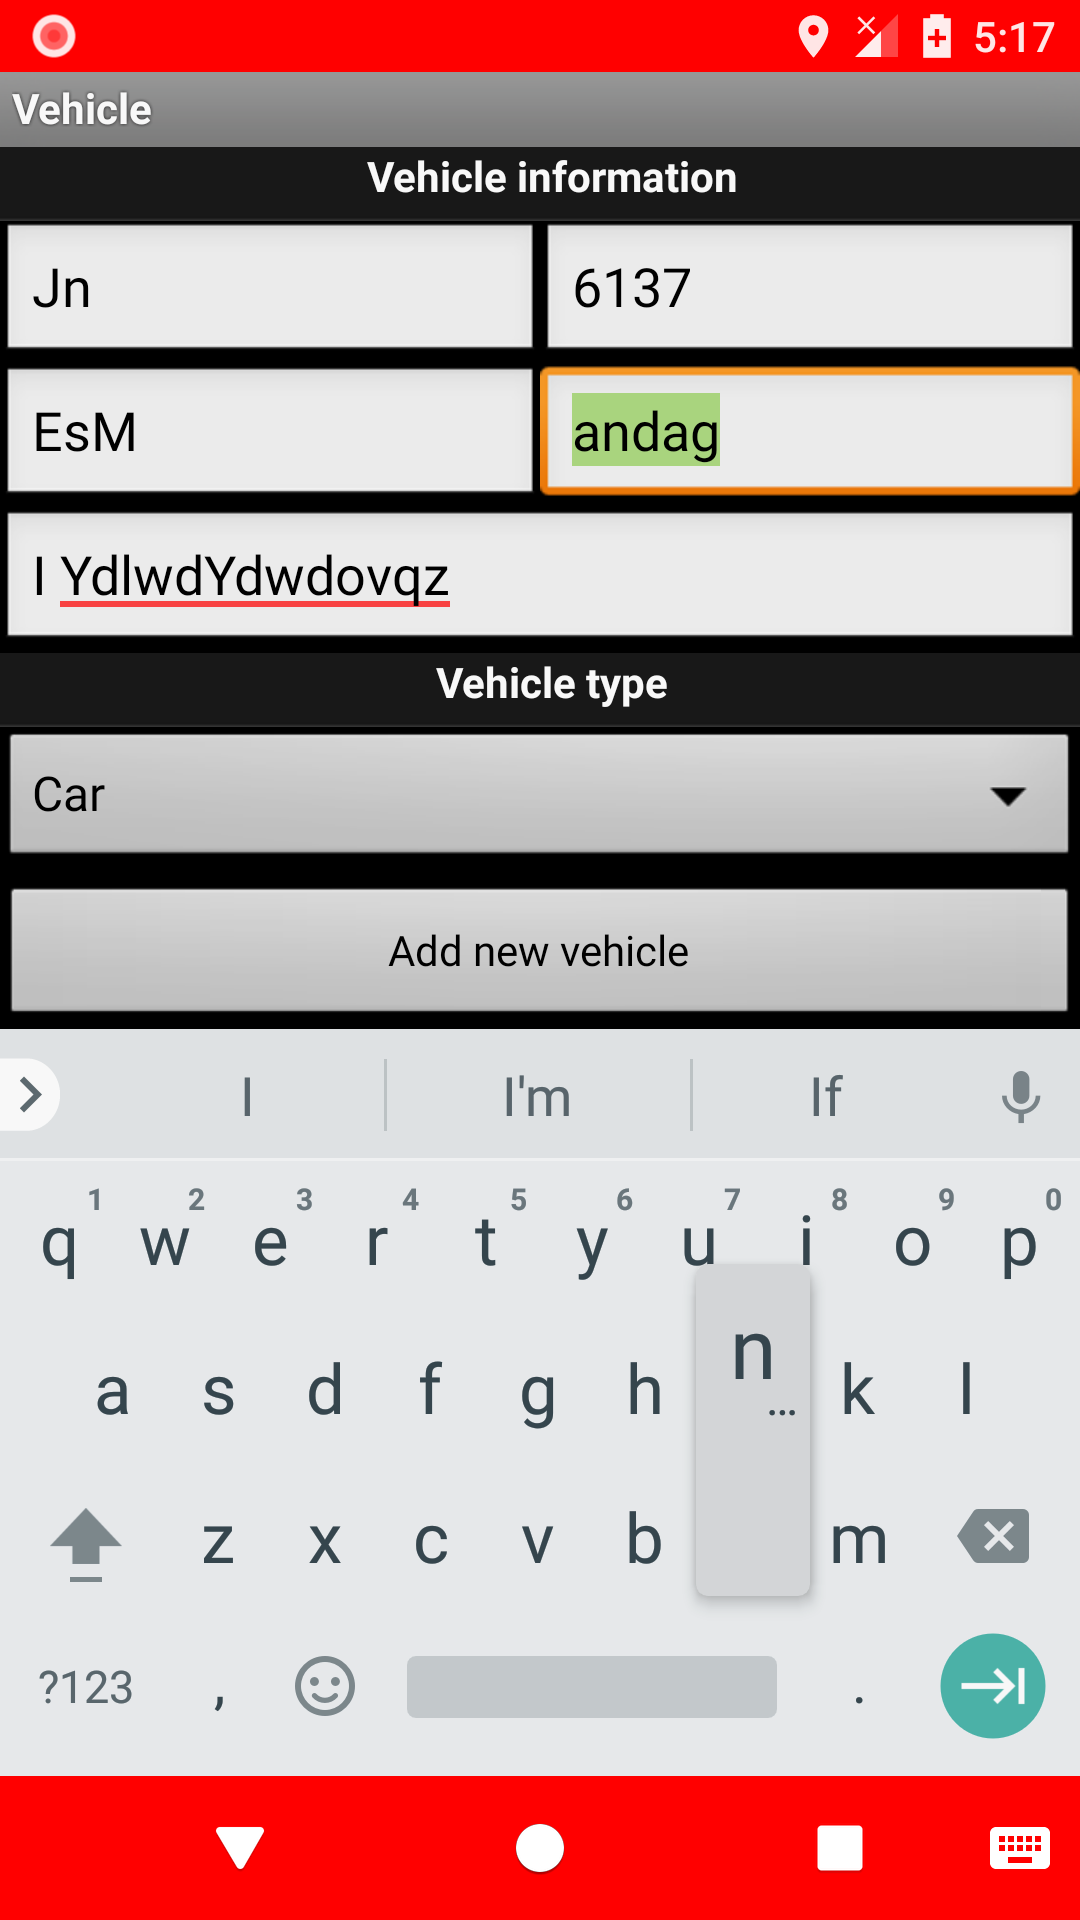 5:17
Vehicle
Vehicle information
Jn 6137
EsM andag
I YdlwdYdwdovqz
Vehicle type
Car
Add new vehicle
I I'm If
1 2 3 4 5 6 7 8 9 0
q w e r t y u i o p
a s d f g h k l
n
...
z x c v b m
?123 , .